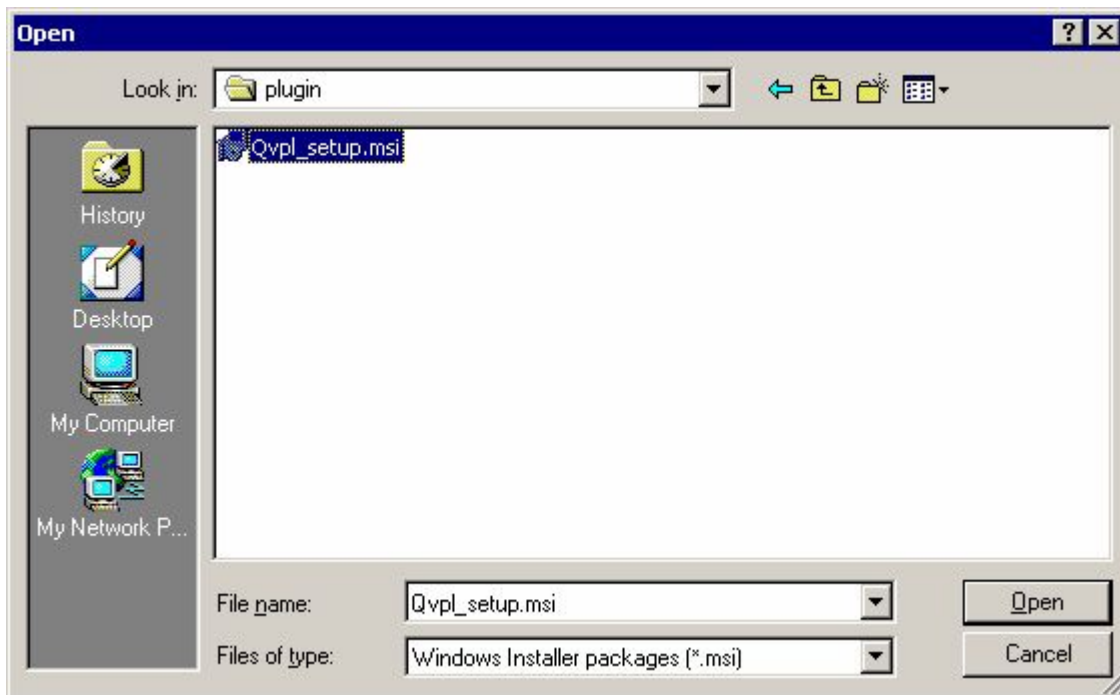 Open
Look in:
plugin
Qvpl_setup.msi
History
Desktop
My Computer
My Network P...
File name:
Qvpl_setup.msi
Open
Files of type:
Windows Installer packages (*.msi)
Cancel